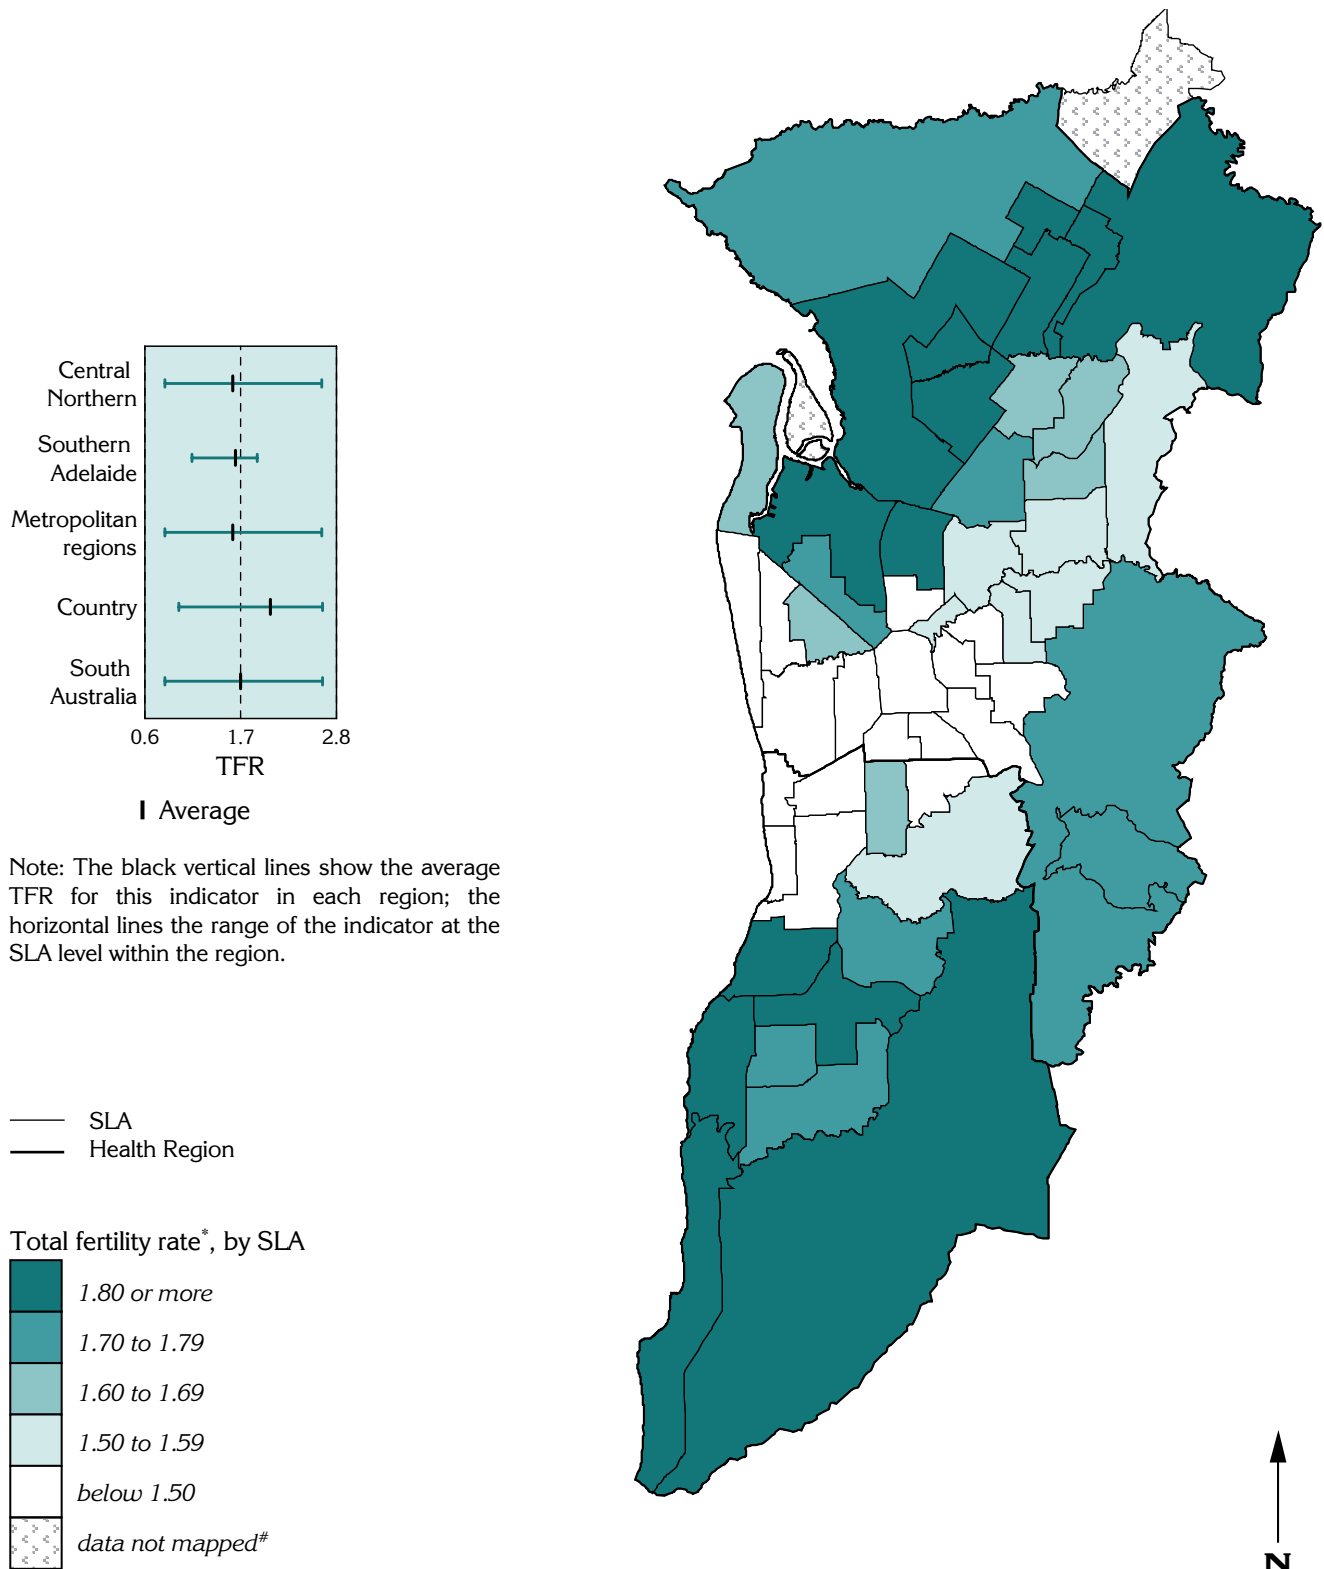 Central
Northern
Southern
Adelaide
Metropolitan
regions
Country
South
Australia
0.6 1.7 2.8
TFR
Average
Note: The black vertical lines show the average
TFR for this indicator in each region; the
horizontal lines the range of the indicator at the
SLA level within the region.
SLA
Health Region
Total fertility rate*, by SLA
1.80 or more
1.70 to 1.79
1.60 to 1.69
1.50 to 1.59
below 1.50
data not mapped#
N